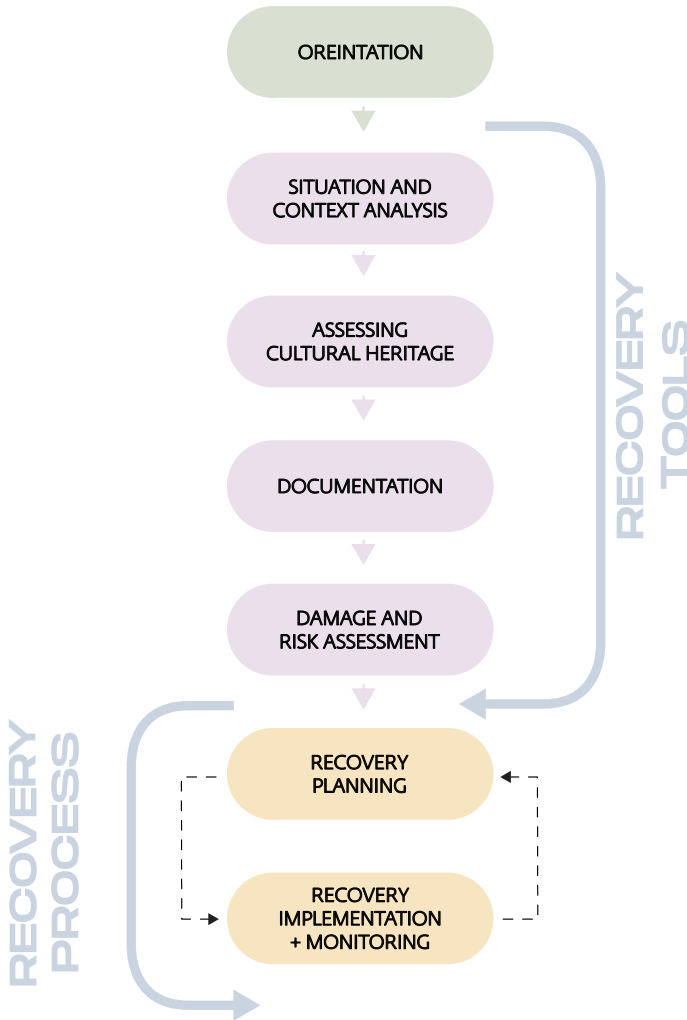 OREINTATION
SITUATION AND
CONTEXT ANALYSIS
ASSESSING
CULTURAL HERITAGE
DOCUMENTATION
DAMAGE AND
RISK ASSESSMENT
RECOVERY
TOOLS
RECOVERY
PLANNING
RECOVERY
IMPLEMENTATION
+ MONITORING
RECOVERY
PROCESS